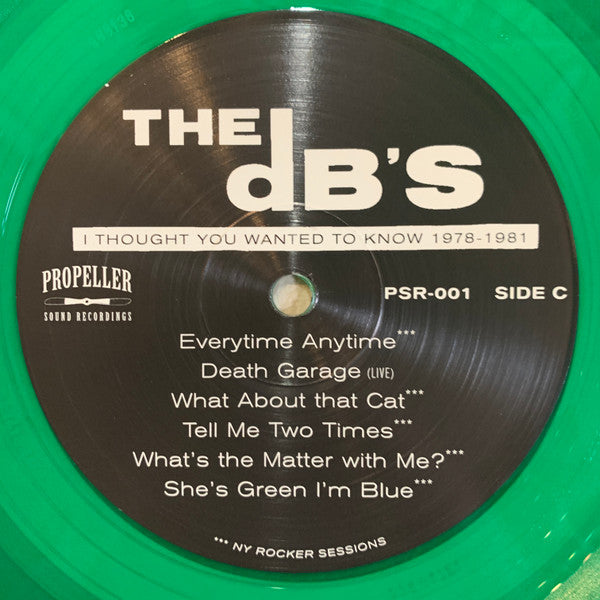 THE
dB'S
I THOUGHT YOU WANTED TO KNOW 1978-1981
PROPELLER
SOUND RECORDINGS
PSR-001 SIDE C
Everytime Anytime***
Death Garage (LIVE)
What About that Cat***
Tell Me Two Times***
What's the Matter with Me?***
She's Green I'm Blue***
*** NY ROCKER SESSIONS